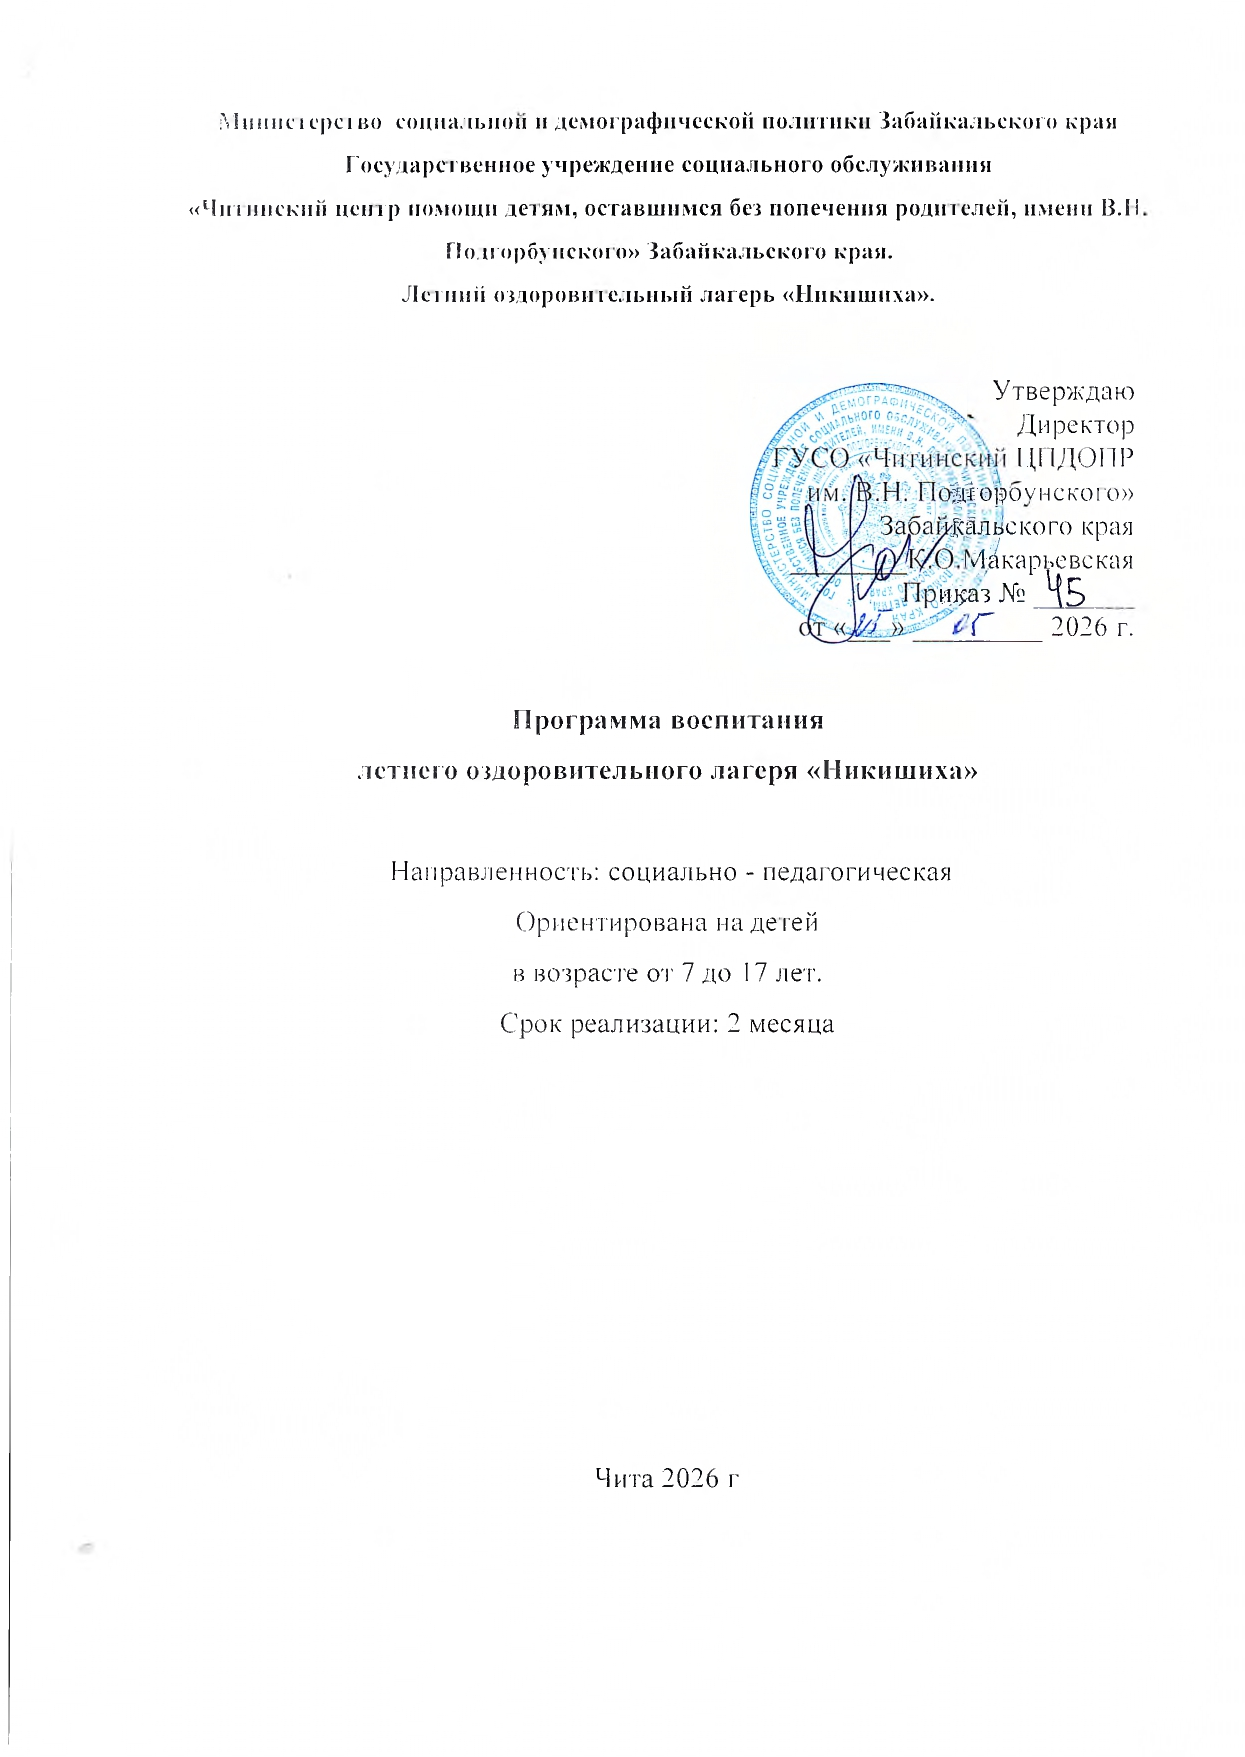 Министерство социальной и демографической политики Забайкальского края
Государственное учреждение социального обслуживания
«Читинский центр помощи детям, оставшимся без попечения родителей, имени В.Н.
Подгорбунского» Забайкальского края.
Летний оздоровительный лагерь «Никишиха».
Утверждаю
Директор
ГУСО «Читинский ЦПДОПР
им. В.Н. Подгорбунского»
Забайкальского края
К.О.Макарьевская
Приказ № 45
от « » 05 2026 г.
Программа воспитания
летнего оздоровительного лагеря «Никишиха»
Направленность: социально - педагогическая
Ориентирована на детей
в возрасте от 7 до 17 лет.
Срок реализации: 2 месяца
Чита 2026 г